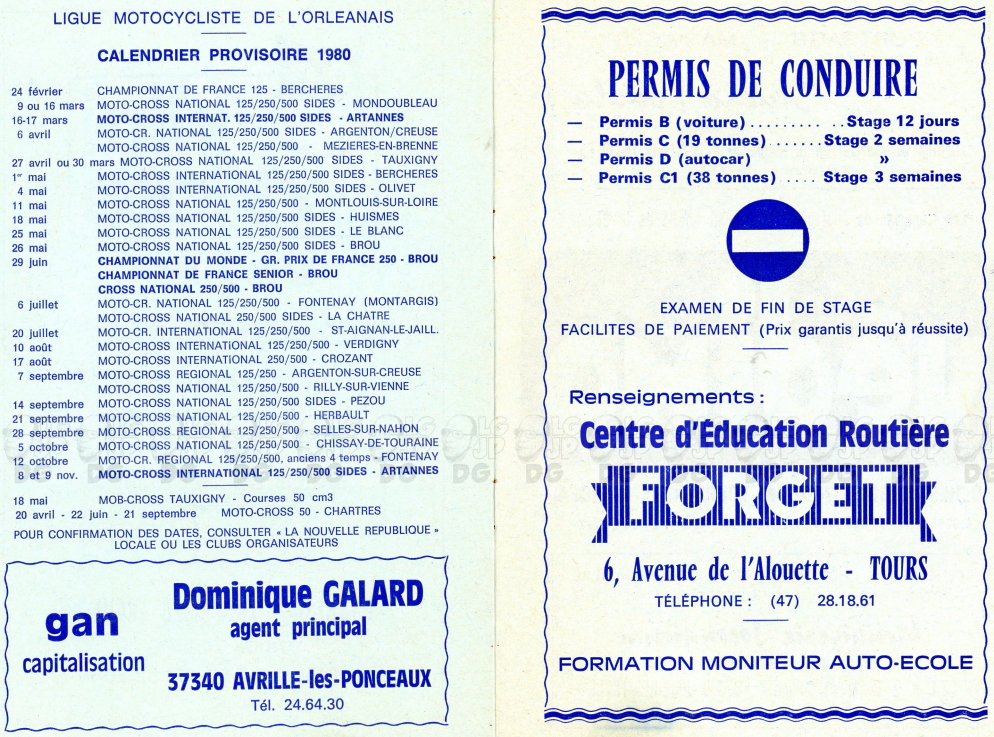 LIGUE MOTOCYCLISTE DE L'ORLEANAIS
CALENDRIER PROVISOIRE 1980
24 février CHAMPIONNAT DE FRANCE 125 - BERCHERES
9 ou 16 mars MOTO-CROSS NATIONAL 125/250/500 SIDES - MONDOUBLEAU
16-17 mars MOTO-CROSS INTERNAT. 125/250/500 SIDES - ARTANNES
6 avril MOTO-CR. NATIONAL 125/250/500 SIDES - ARGENTON/CREUSE
MOTO-CROSS NATIONAL 125/250/500 - MEZIERES-EN-BRENNE
27 avril ou 30 mars MOTO-CROSS NATIONAL 125/250/500 SIDES - TAUXIGNY
1er mai MOTO-CROSS INTERNATIONAL 125/250/500 SIDES - BERCHERES
4 mai MOTO-CROSS INTERNATIONAL 125/250/500 SIDES - OLIVET
11 mai MOTO-CROSS NATIONAL 125/250/500 - MONTLOUIS-SUR-LOIRE
18 mai MOTO-CROSS NATIONAL 125/250/500 SIDES - HUISMES
25 mai MOTO-CROSS NATIONAL 125/250/500 SIDES - LE BLANC
26 mai MOTO-CROSS NATIONAL 125/250/500 SIDES - BROU
29 juin CHAMPIONNAT DU MONDE - GR. PRIX DE FRANCE 250 - BROU
CHAMPIONNAT DE FRANCE SENIOR - BROU
CROSS NATIONAL 250/500 - BROU
6 juillet MOTO-CR. NATIONAL 125/250/500 - FONTENAY (MONTARGIS)
MOTO-CROSS NATIONAL 250/500 SIDES - LA CHATRE
20 juillet MOTO-CR. INTERNATIONAL 125/250/500 - ST-AIGNAN-LE-JAILL.
10 août MOTO-CROSS INTERNATIONAL 125/250/500 - VERDIGNY
17 août MOTO-CROSS INTERNATIONAL 250/500 - CROZANT
7 septembre MOTO-CROSS REGIONAL 125/250 - ARGENTON-SUR-CREUSE
MOTO-CROSS NATIONAL 125/250/500 - RILLY-SUR-VIENNE
14 septembre MOTO-CROSS NATIONAL 125/250/500 SIDES - PEZOU
21 septembre MOTO-CROSS NATIONAL 125/250/500 - HERBAULT
28 septembre MOTO-CROSS REGIONAL 125/250/500 - SELLES-SUR-NAHON
5 octobre MOTO-CROSS NATIONAL 125/250/500 - CHISSAY-DE-TOURAINE
12 octobre MOTO-CR. REGIONAL 125/250/500, anciens 4 temps - FONTENAY
8 et 9 nov. MOTO-CROSS INTERNATIONAL 125/250/500 SIDES - ARTANNES
18 mai MOB-CROSS TAUXIGNY - Courses 50 cm3
20 avril - 22 juin - 21 septembre MOTO-CROSS 50 - CHARTRES
POUR CONFIRMATION DES DATES, CONSULTER « LA NOUVELLE REPUBLIQUE »
LOCALE OU LES CLUBS ORGANISATEURS
gan
capitalisation
Dominique GALARD
agent principal
37340 AVRILLE-les-PONCEAUX
Tél. 24.64.30
PERMIS DE CONDUIRE
— Permis B (voiture) .......... .. Stage 12 jours
— Permis C (19 tonnes) ....... Stage 2 semaines
— Permis D (autocar) »
— Permis C1 (38 tonnes) .... Stage 3 semaines
EXAMEN DE FIN DE STAGE
FACILITES DE PAIEMENT (Prix garantis jusqu'à réussite)
Renseignements :
Centre d'Éducation Routière
FORGET
6, Avenue de l'Alouette - TOURS
TÉLÉPHONE : (47) 28.18.61
FORMATION MONITEUR AUTO-ECOLE